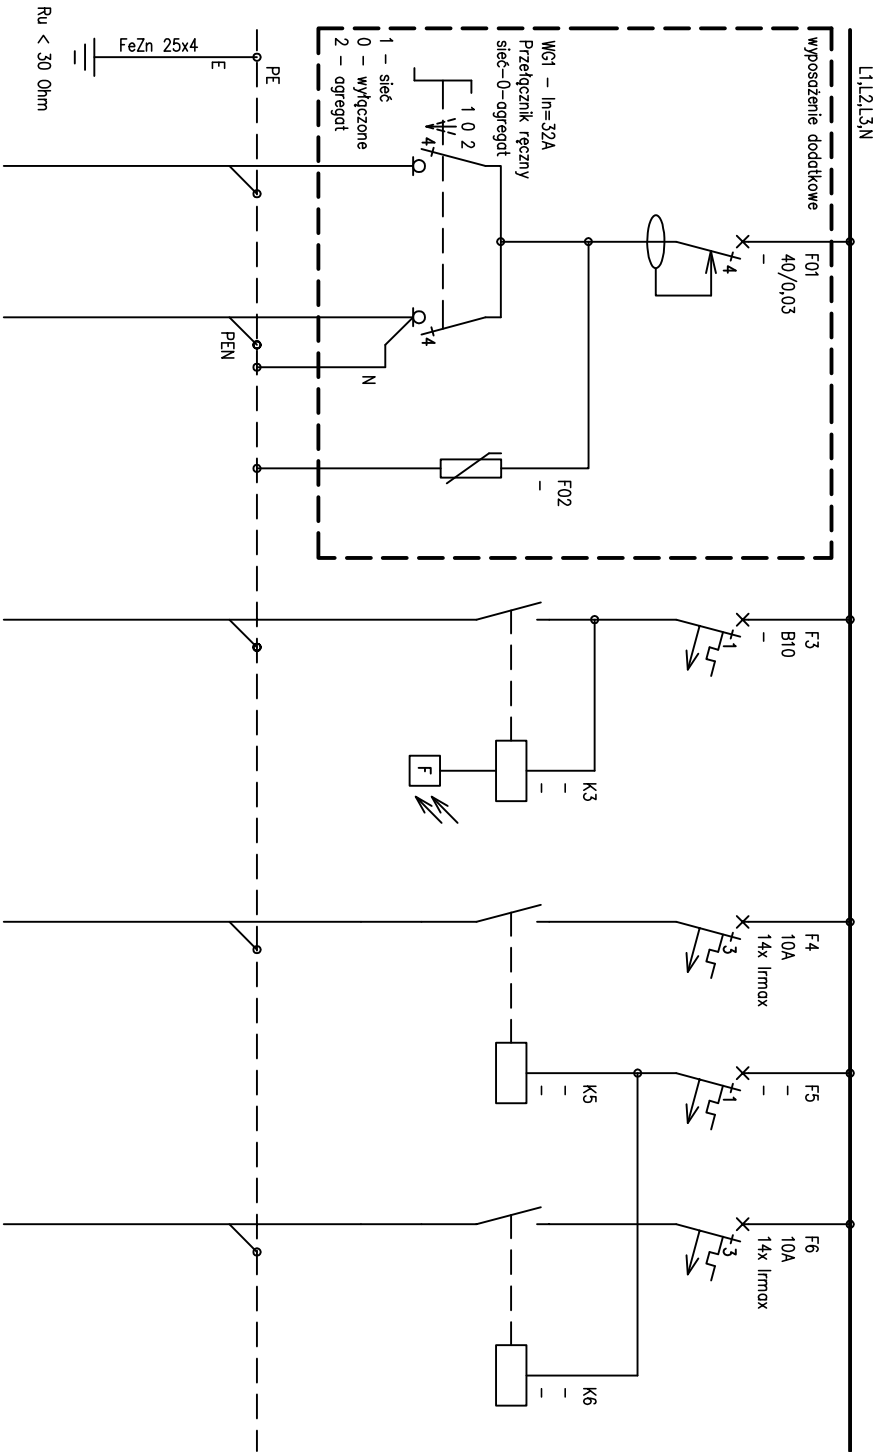 L1,L2,L3,N
wyposażenie dodatkowe
F01
40/0,03
-
4
WG1 - In=32A
Przełącznik ręczny
sieć-0-agregat
1 0 2
4
4
1 - sieć
0 - wyłączone
2 - agregat
N
F02
-
PE
PEN
FeZn 25x4
E
Ru < 30 Ohm
F3
B10
-
1
K3
-
-
F
F4
10A
14x Irmax
3
F5
-
-
1
K5
-
-
F6
10A
14x Irmax
3
K6
-
-